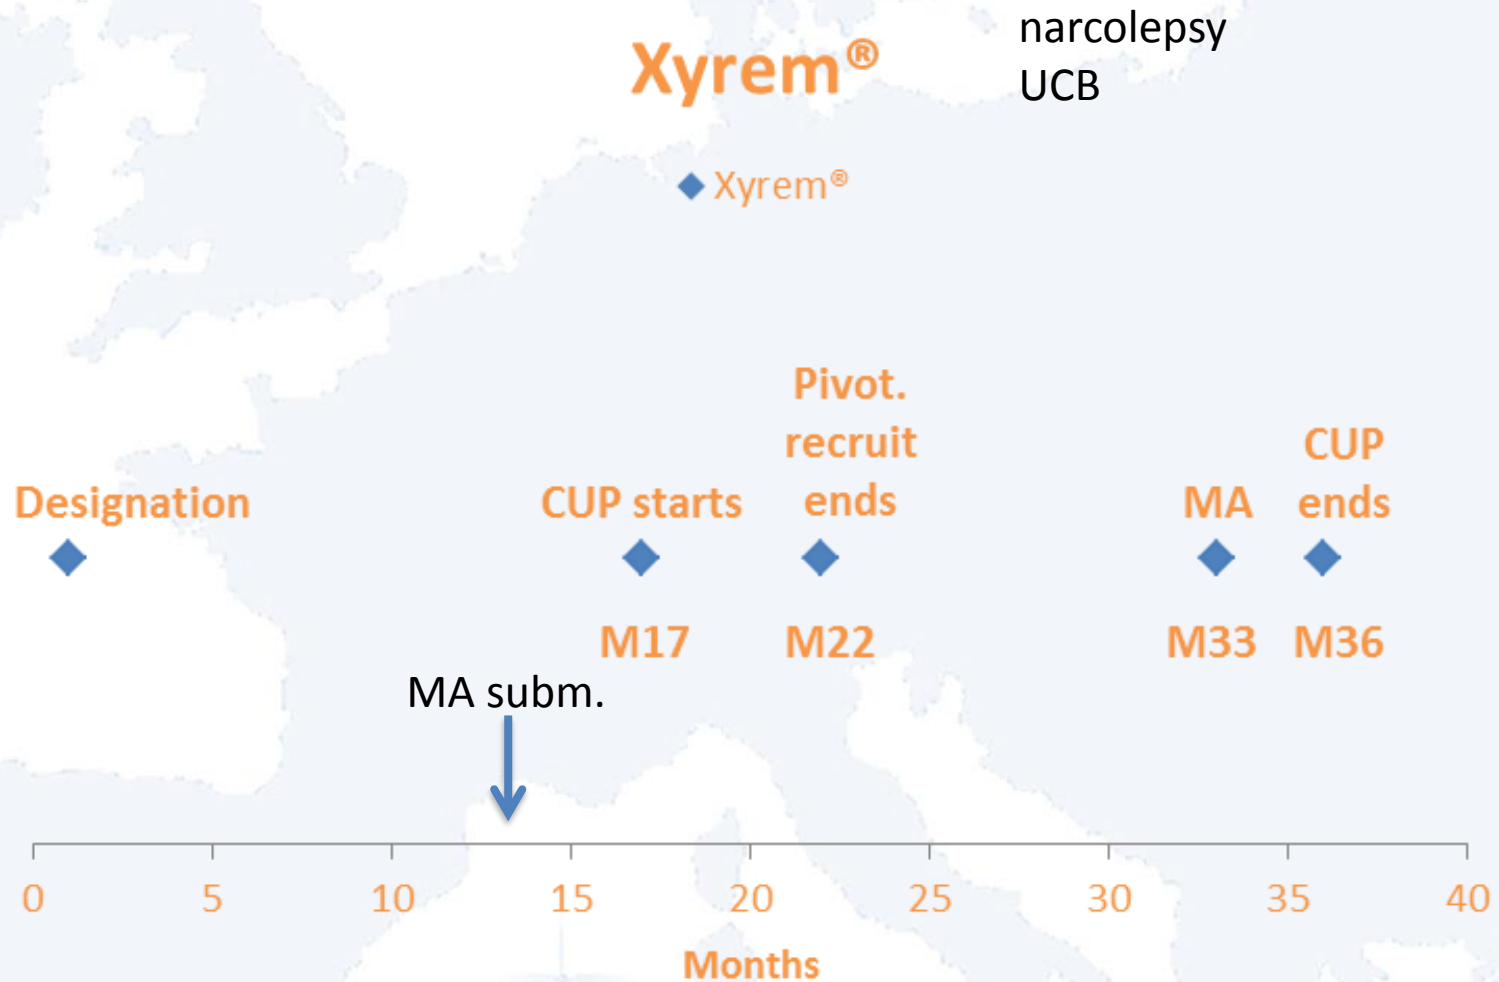 narcolepsy
UCB
Xyrem®
Xyrem®
Pivot.
recruit
ends
CUP
ends
Designation
CUP starts
MA
M17
M22
M33
M36
MA subm.
0 5 10 15 20 25 30 35 40
Months